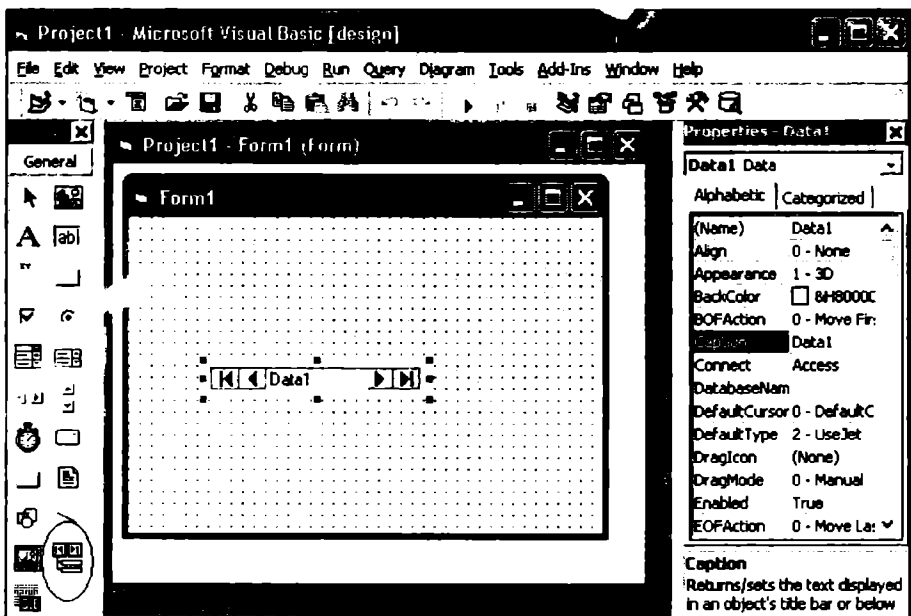 Project1 - Microsoft Visual Basic [design]
File Edit View Project Format Debug Run Query Diagram Tools Add-Ins Window Help
General
Project1 - Form1 (Form)
Form1
Data1
Properties - Data1
Data1 Data
Alphabetic Categorized
(Name) Data1
Align 0 - None
Appearance 1 - 3D
BackColor &H8000C
BOFAction 0 - Move Fir:
Caption Data1
Connect Access
DatabaseNam
DefaultCursor 0 - DefaultC
DefaultType 2 - UseJet
DragIcon (None)
DragMode 0 - Manual
Enabled True
EOFAction 0 - Move La:
Caption
Returns/sets the text displayed
in an object's title bar or below
A
ab